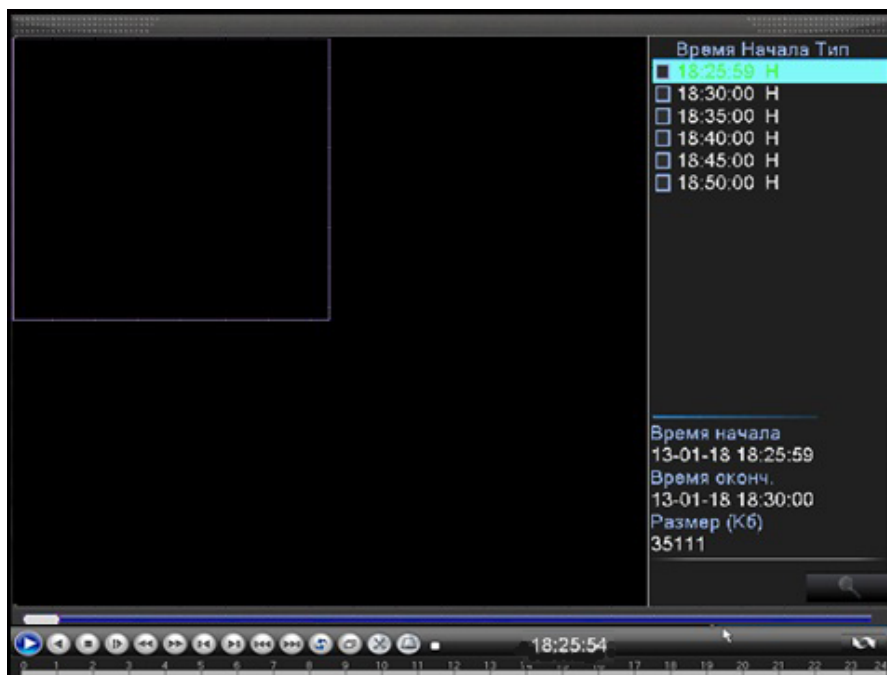 Время Начала Тип
18:25:59 Н
18:30:00 Н
18:35:00 Н
18:40:00 Н
18:45:00 Н
18:50:00 Н
Время начала
13-01-18 18:25:59
Время оконч.
13-01-18 18:30:00
Размер (Кб)
35111
18:25:54
0 1 2 3 4 5 6 7 8 9 10 11 12 13 14 15 16 17 18 19 20 21 22 23 24